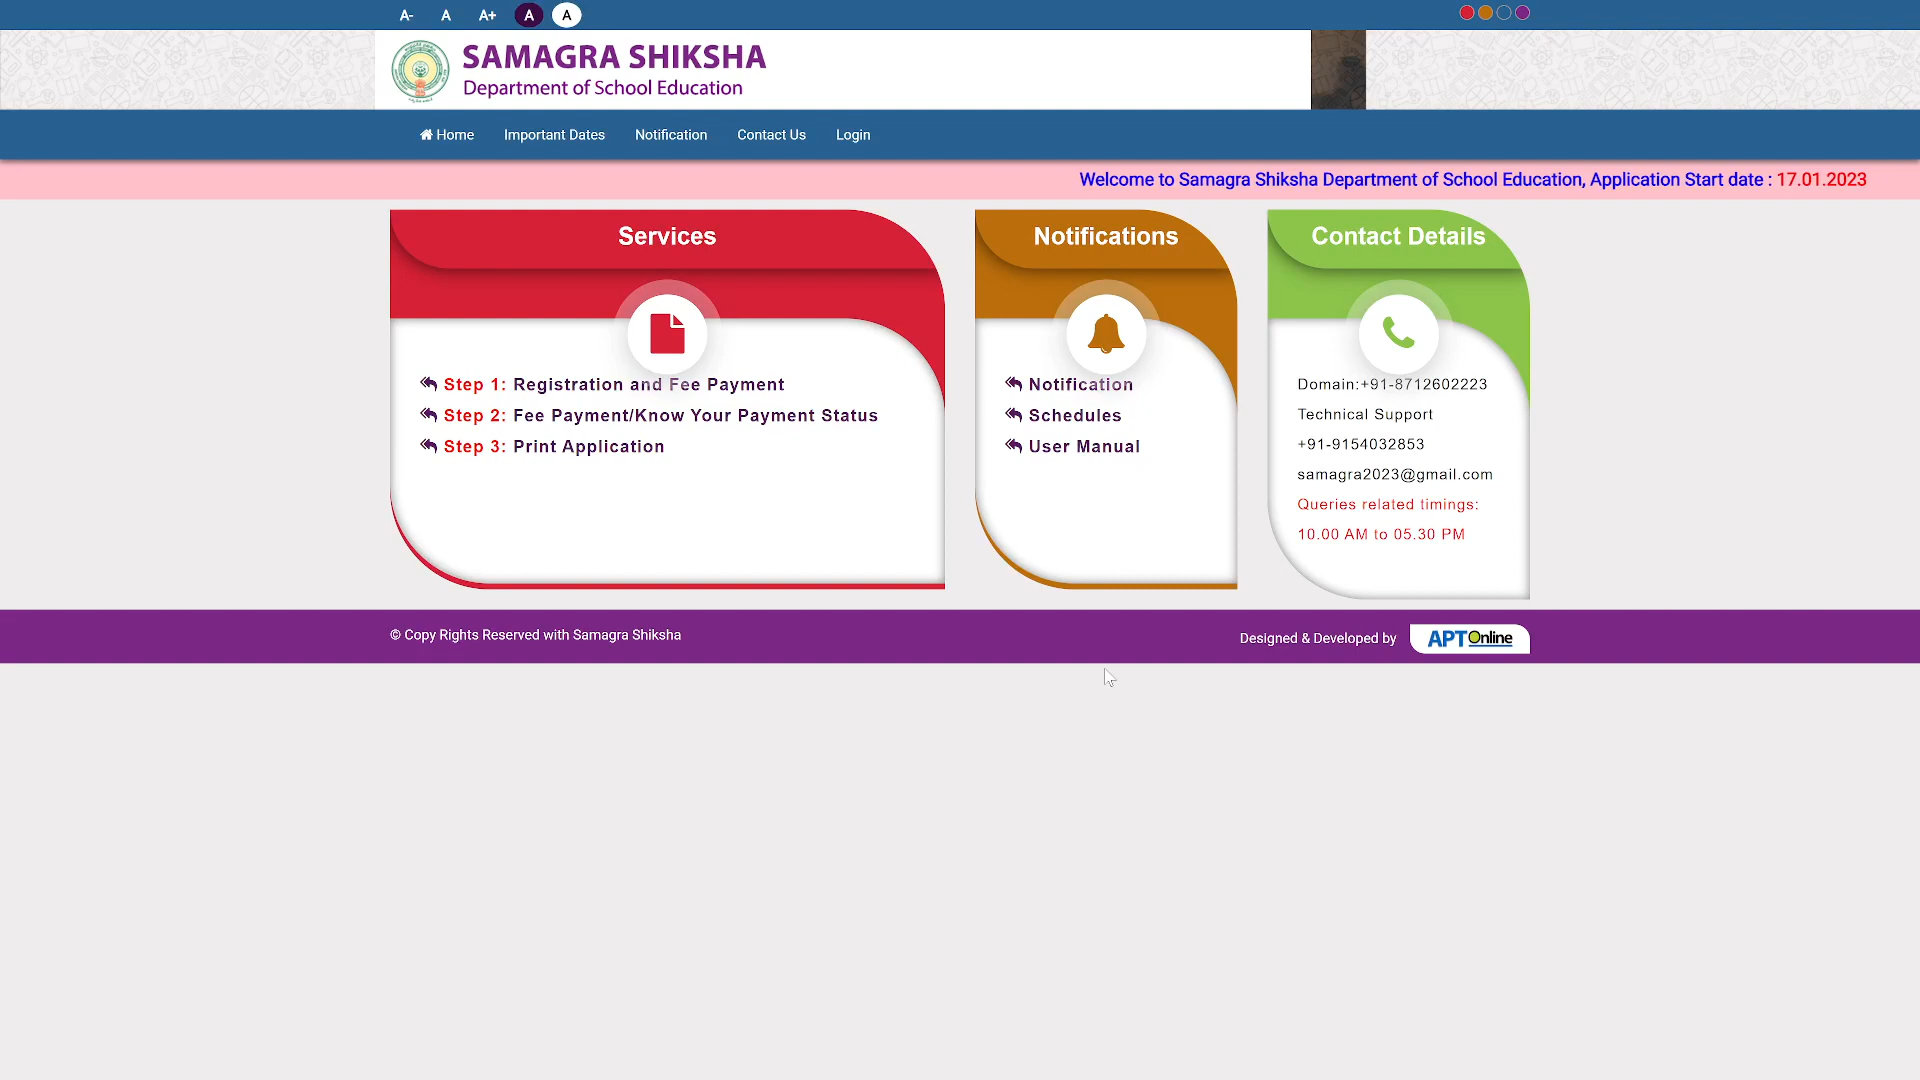 A- A A+ A A
SAMAGRA SHIKSHA
Department of School Education
Home Important Dates Notification Contact Us Login
Welcome to Samagra Shiksha Department of School Education, Application Start date : 17.01.2023
Services
Step 1: Registration and Fee Payment
Step 2: Fee Payment/Know Your Payment Status
Step 3: Print Application
Notifications
Notification
Schedules
User Manual
Contact Details
Domain:+91-8712602223
Technical Support
+91-9154032853
samagra2023@gmail.com
Queries related timings:
10.00 AM to 05.30 PM
© Copy Rights Reserved with Samagra Shiksha
Designed & Developed by APTOnline